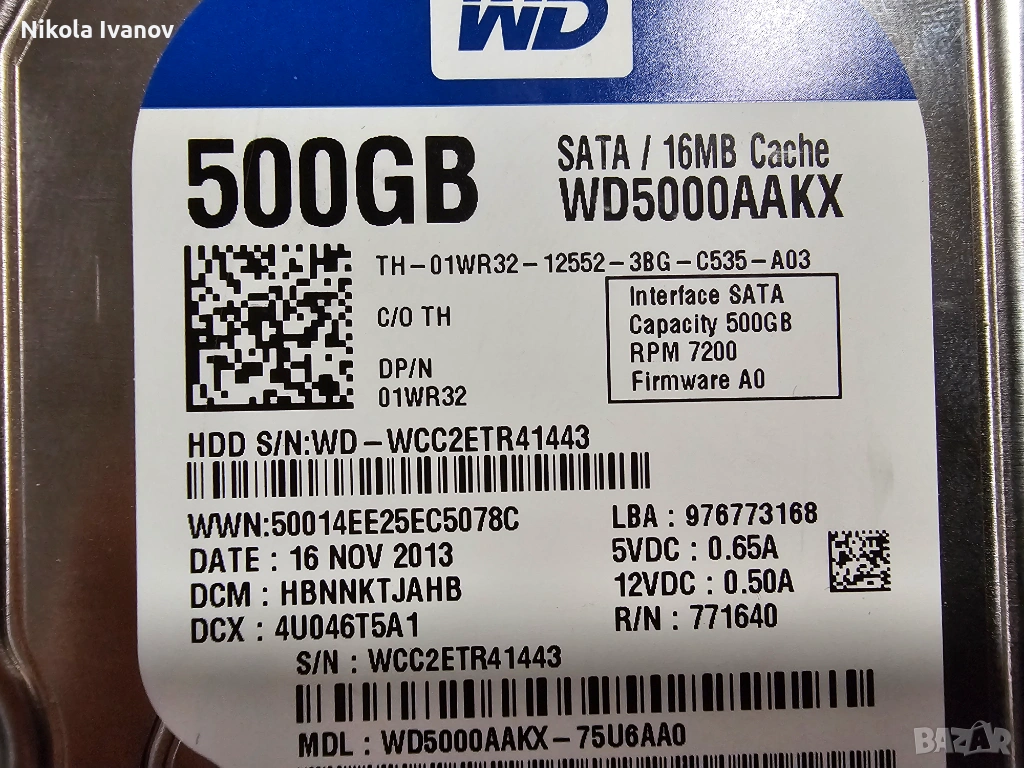 Nikola Ivanov
WD
500GB
SATA / 16MB Cache
WD5000AAKX
TH-01WR32-12552-3BG-C535-A03
C/O TH
DP/N
01WR32
Interface SATA
Capacity 500GB
RPM 7200
Firmware A0
HDD S/N:WD-WCC2ETR41443
WWN:50014EE25EC5078C
DATE : 16 NOV 2013
DCM : HBNNKTJAHB
DCX : 4U046T5A1
LBA : 976773168
5VDC : 0.65A
12VDC : 0.50A
R/N : 771640
S/N : WCC2ETR41443
MDL : WD5000AAKX-75U6AA0
BAZAR